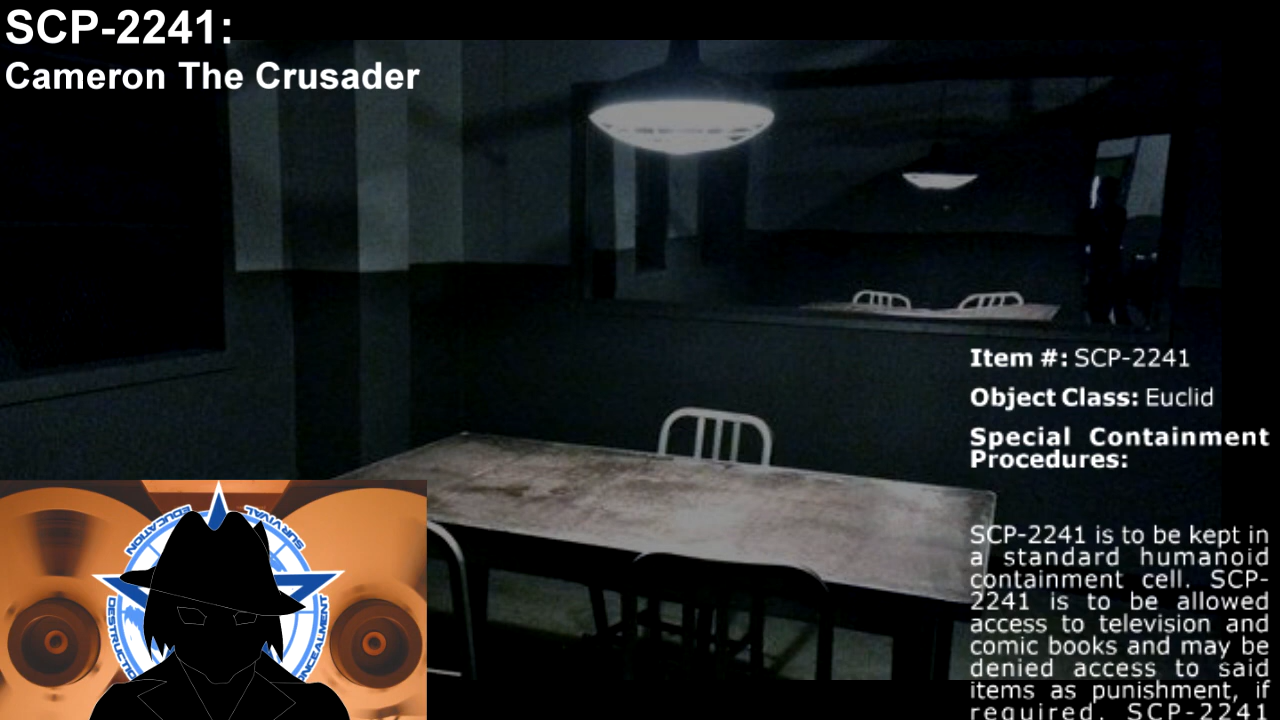 SCP-2241:
Cameron The Crusader
Item #: SCP-2241
Object Class: Euclid
Special Containment
Procedures:
SCP-2241 is to be kept in
a standard humanoid
containment cell. SCP-
2241 is to be allowed
access to television and
comic books and may be
denied access to said
items as punishment, if
required. SCP-2241
EDUCATION
SURVIVAL